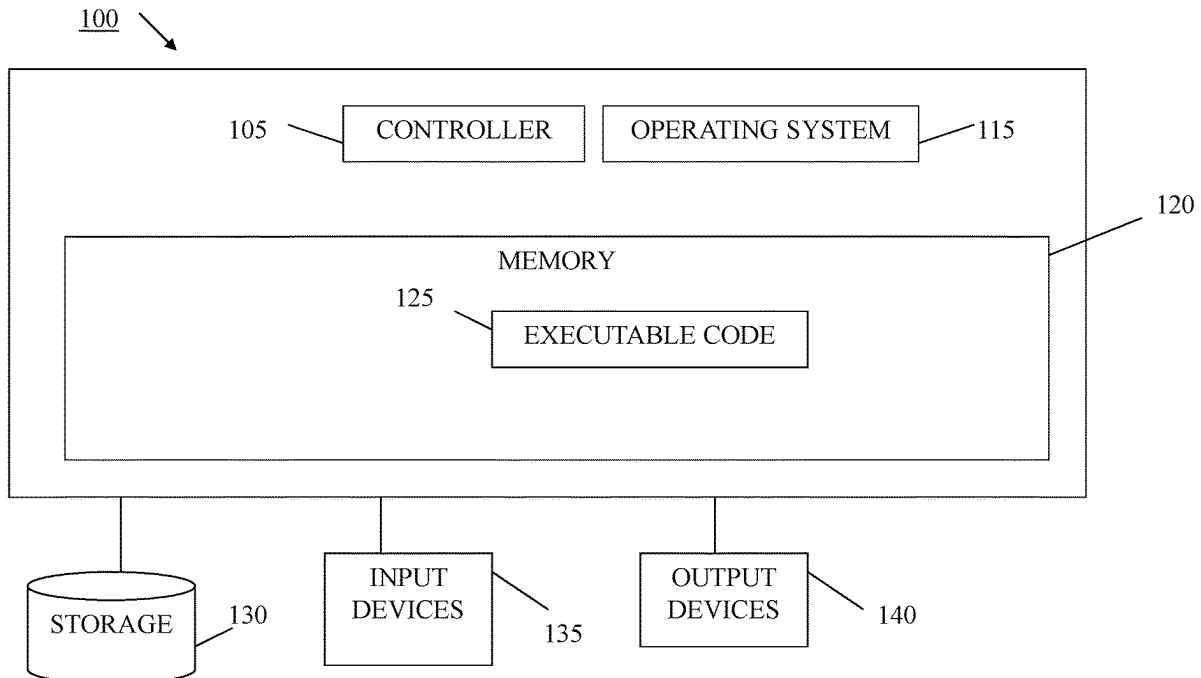 100
105 CONTROLLER OPERATING SYSTEM 115
120
MEMORY
125
EXECUTABLE CODE
STORAGE 130
INPUT
DEVICES
135
OUTPUT
DEVICES
140